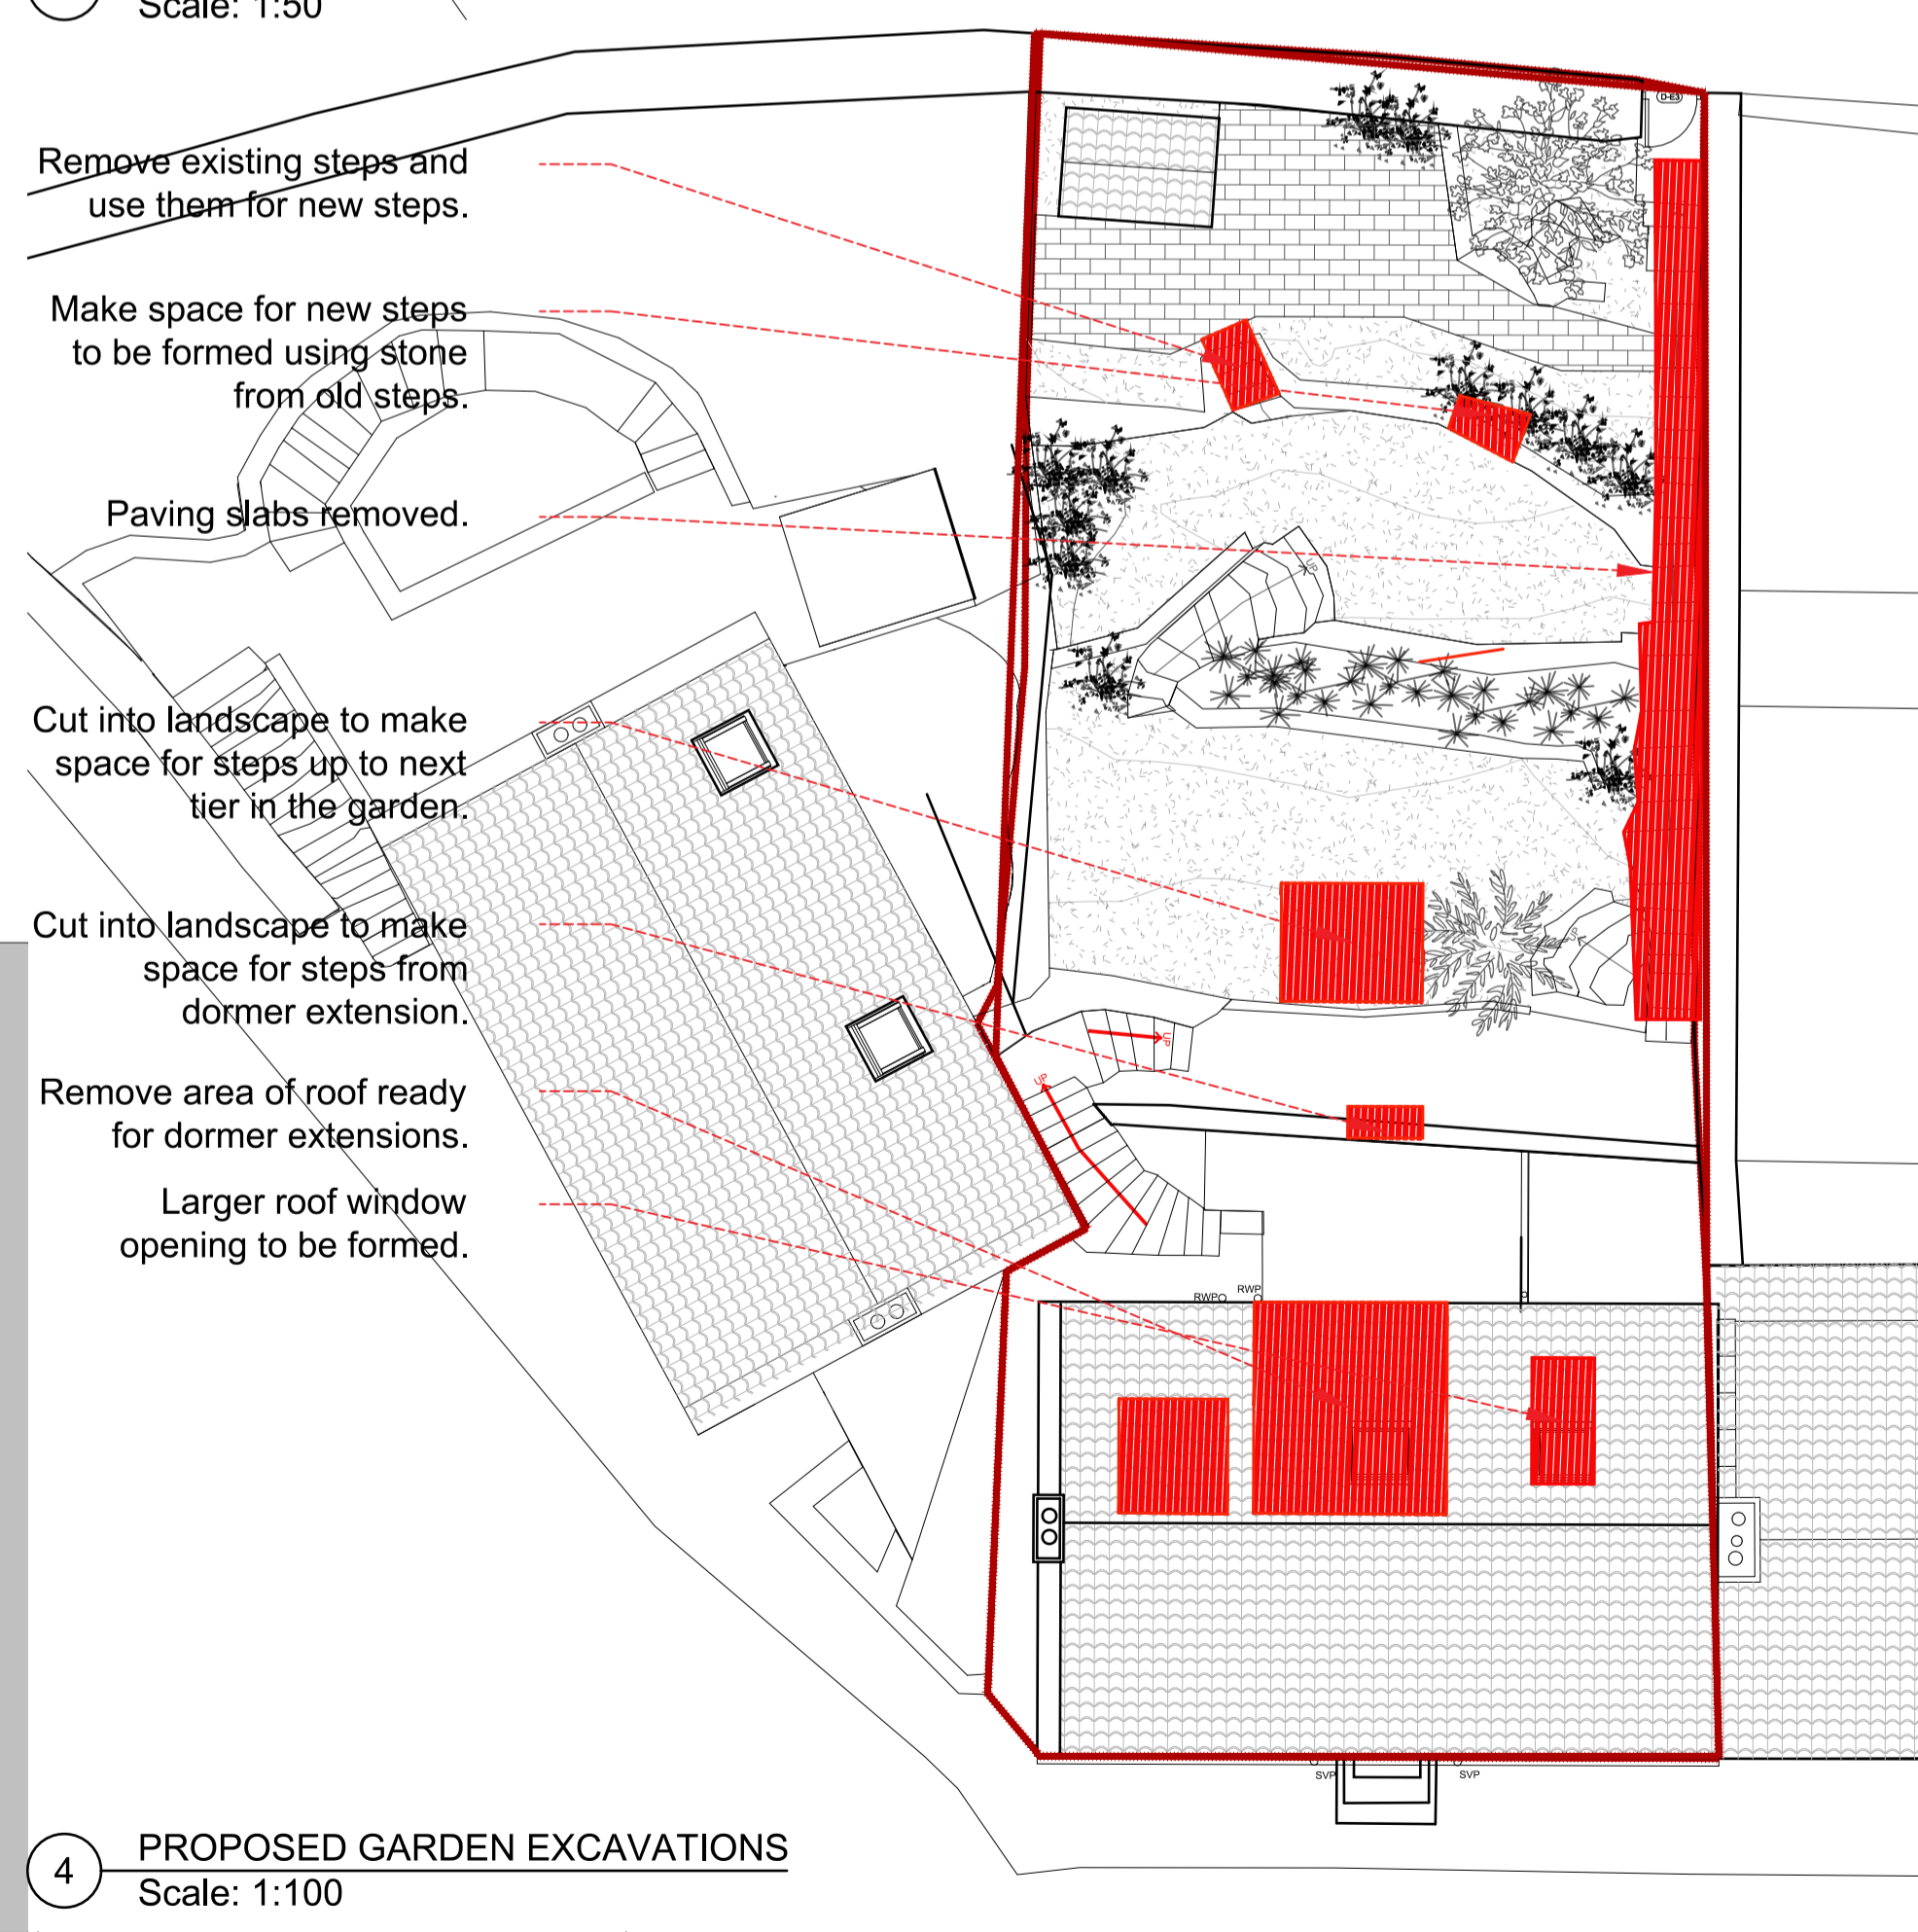 Scale: 1:50
D-E3
Remove existing steps and
use them for new steps.
Make space for new steps
to be formed using stone
from old steps.
Paving slabs removed.
UP
Cut into landscape to make
space for steps up to next
tier in the garden.
Cut into landscape to make
space for steps from
dormer extension.
UP
UP
UP
Remove area of roof ready
for dormer extensions.
Larger roof window
opening to be formed.
RWP
RWP
SVP
SVP
4
PROPOSED GARDEN EXCAVATIONS
Scale: 1:100